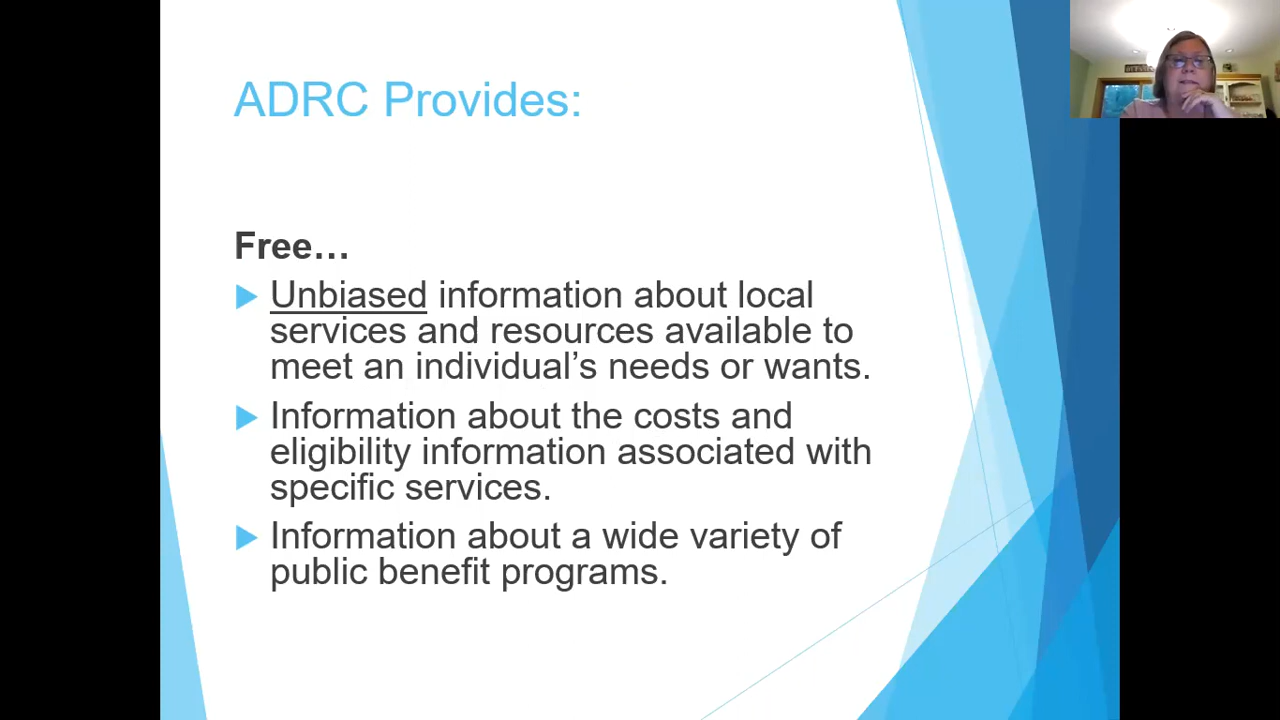 ADRC Provides:
Free…
Unbiased information about local
services and resources available to
meet an individual’s needs or wants.
Information about the costs and
eligibility information associated with
specific services.
Information about a wide variety of
public benefit programs.